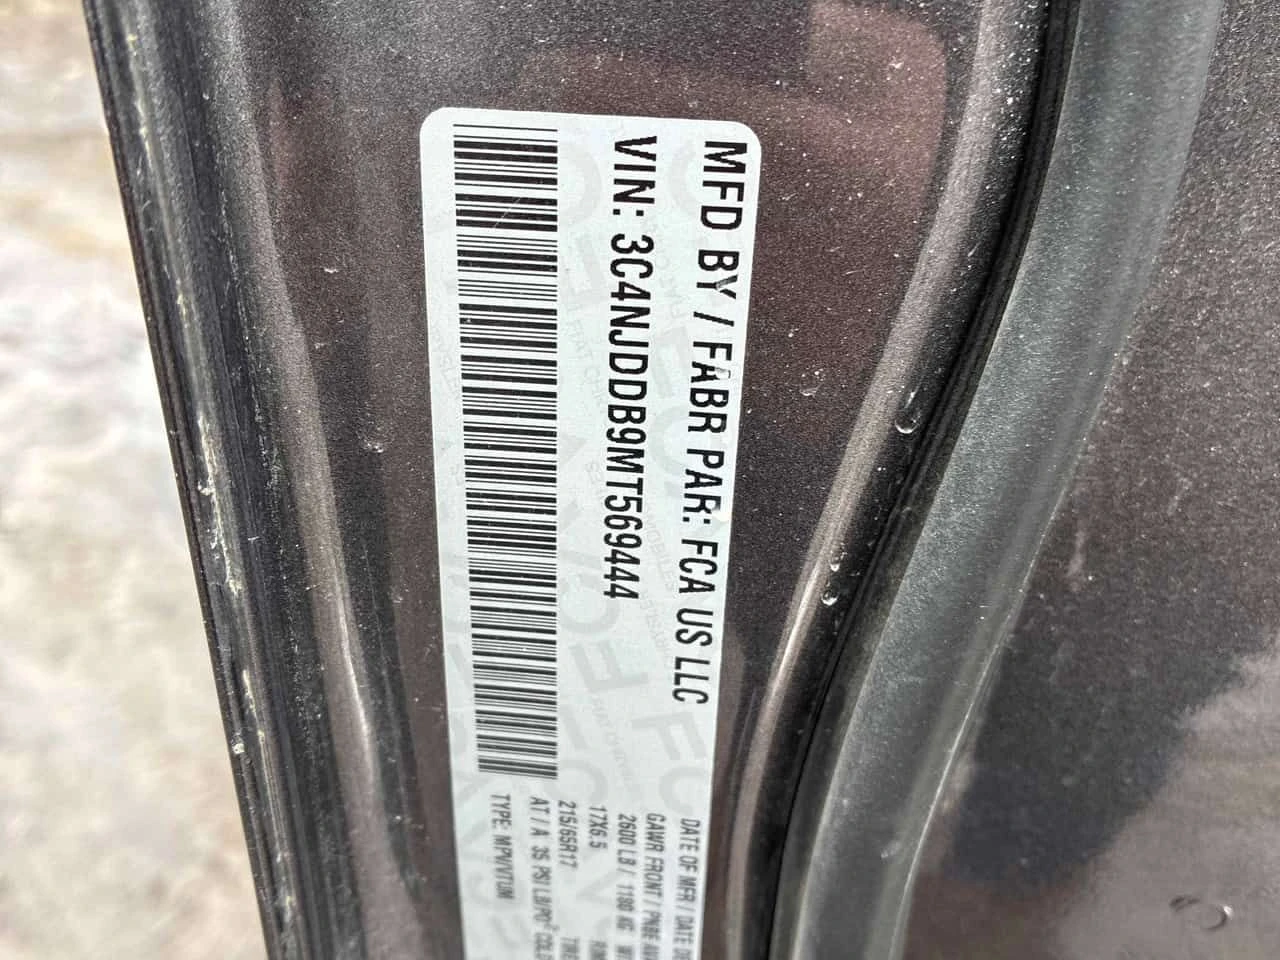 MFD BY / FABR PAR: FCA US LLC
VIN: 3C4NJDDB9MT569444
DATE OF MFR / DATE DE
GAWR FRONT / PNBE AV
2600 LB / 1180 KG
17X6.5
215/65R17
AT / A 35 PSI LB/PO² COLD
TYPE: MPV/VTUM